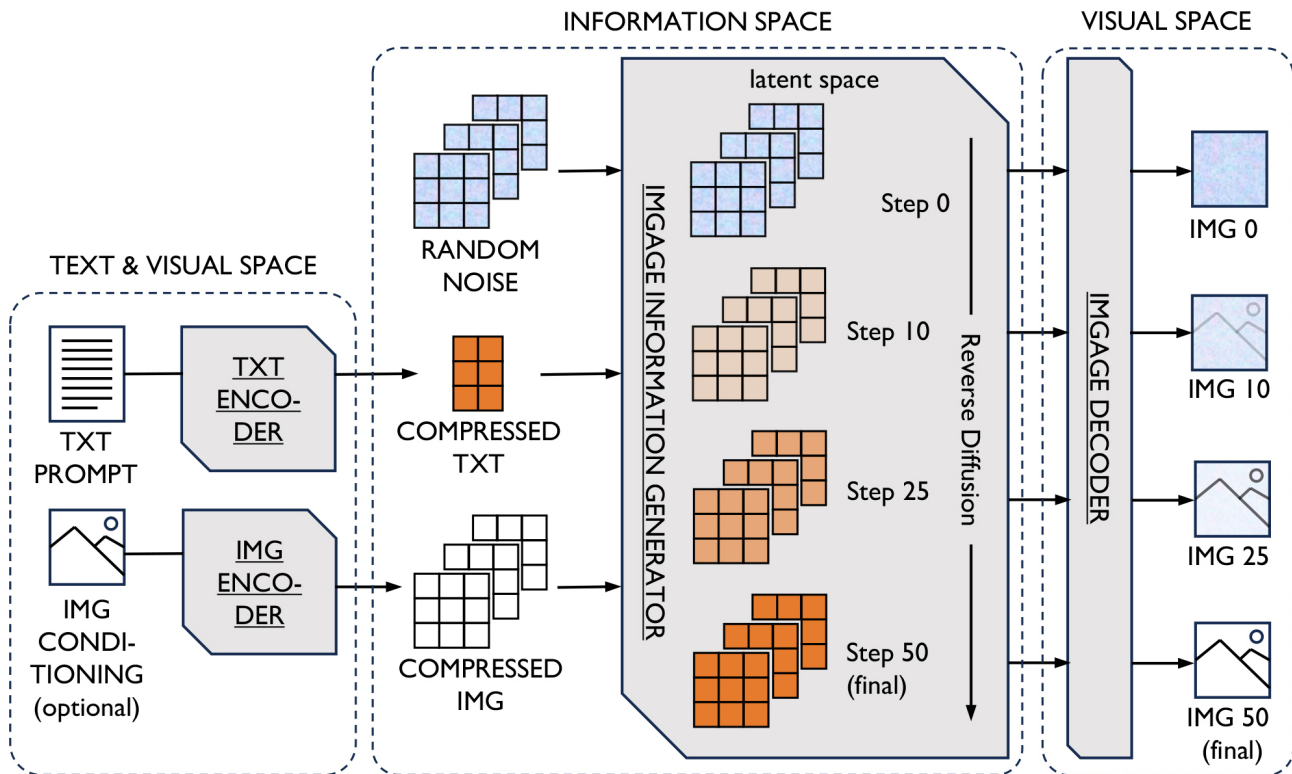 INFORMATION SPACE
VISUAL SPACE
TEXT & VISUAL SPACE
TXT
PROMPT
TXT
ENCO-
DER
IMG
CONDI-
TIONING
(optional)
IMG
ENCO-
DER
RANDOM
NOISE
COMPRESSED
TXT
COMPRESSED
IMG
IMGAGE INFORMATION GENERATOR
latent space
Step 0
Step 10
Step 25
Step 50
(final)
Reverse Diffusion
IMGAGE DECODER
IMG 0
IMG 10
IMG 25
IMG 50
(final)